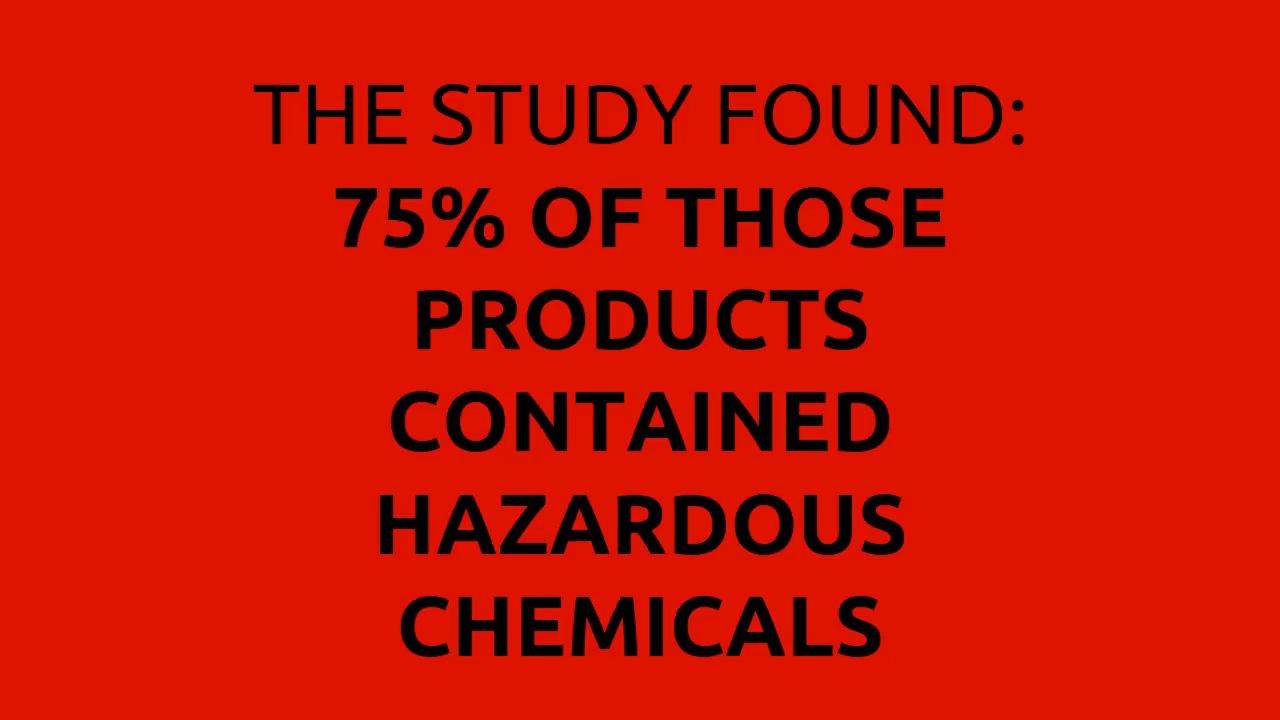 THE STUDY FOUND:
75% OF THOSE
PRODUCTS
CONTAINED
HAZARDOUS
CHEMICALS